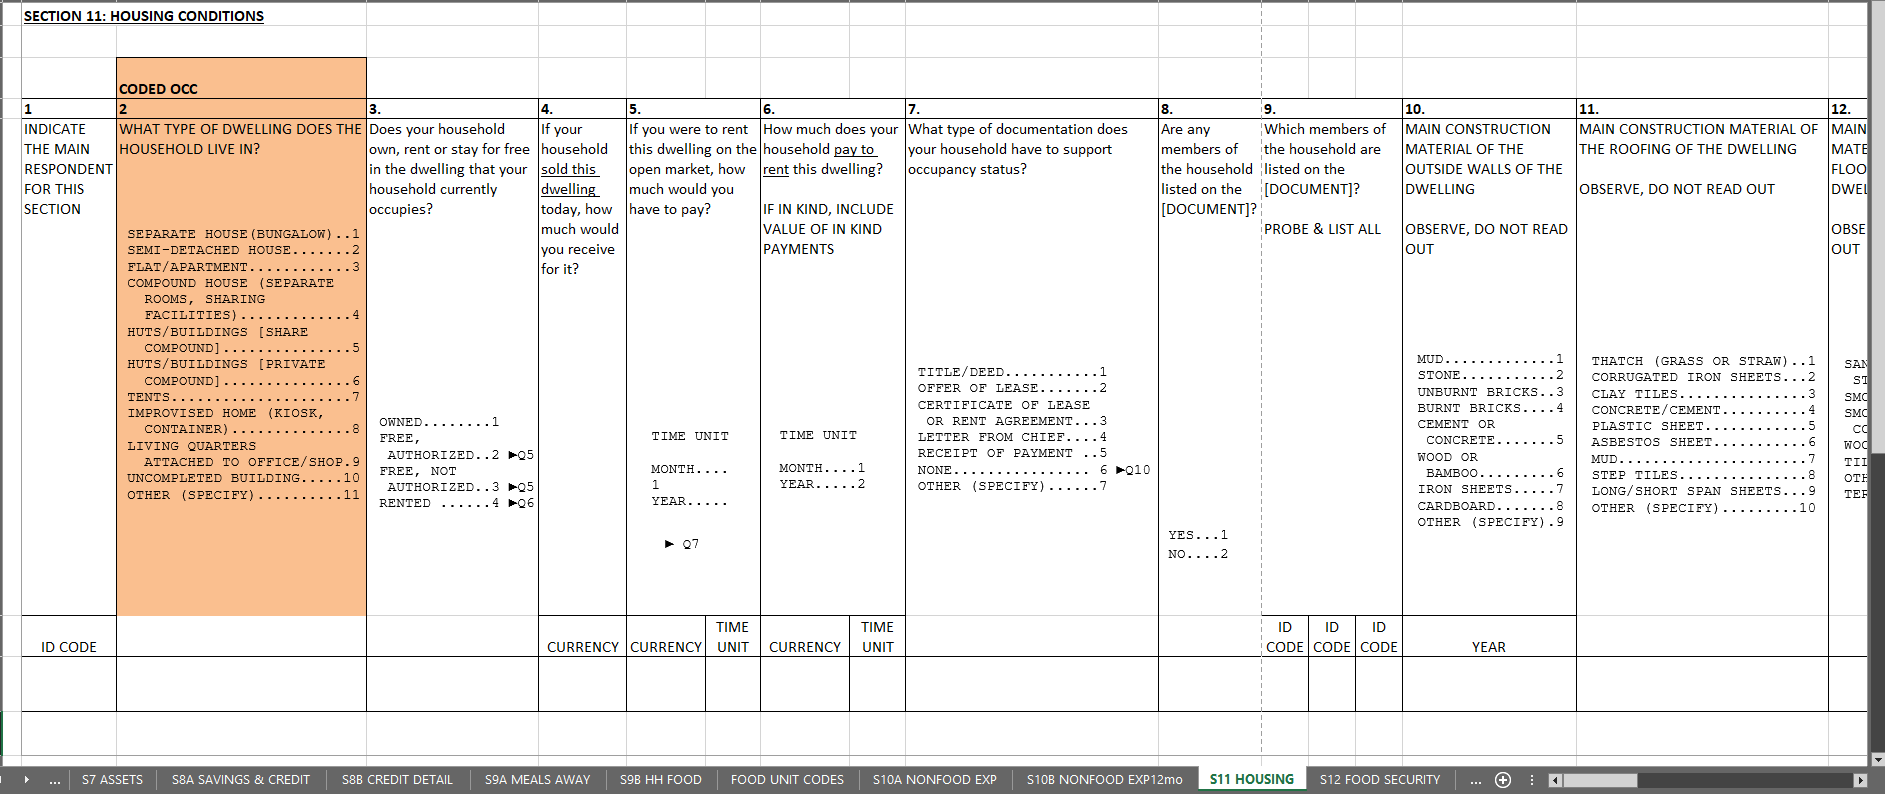 SECTION 11: HOUSING CONDITIONS
CODED OCC
1
INDICATE
THE MAIN
RESPONDENT
FOR THIS
SECTION
ID CODE
2
WHAT TYPE OF DWELLING DOES THE
HOUSEHOLD LIVE IN?
SEPARATE HOUSE(BUNGALOW)..1
SEMI-DETACHED HOUSE.......2
FLAT/APARTMENT............3
COMPOUND HOUSE (SEPARATE
ROOMS, SHARING
FACILITIES).............4
HUTS/BUILDINGS [SHARE
COMPOUND]...............5
HUTS/BUILDINGS [PRIVATE
COMPOUND]...............6
TENTS.....................7
IMPROVISED HOME (KIOSK,
CONTAINER)..............8
LIVING QUARTERS
ATTACHED TO OFFICE/SHOP.9
UNCOMPLETED BUILDING.....10
OTHER (SPECIFY)..........11
3.
Does your household
own, rent or stay for free
in the dwelling that your
household currently
occupies?
OWNED........1
FREE,
AUTHORIZED..2 ►Q5
FREE, NOT
AUTHORIZED..3 ►Q5
RENTED ......4 ►Q6
4.
If your
household
sold this
dwelling
today, how
much would
you receive
for it?
CURRENCY
5.
If you were to rent
this dwelling on the
open market, how
much would you
have to pay?
TIME UNIT
MONTH....
1
YEAR.....
► Q7
CURRENCY
TIME
UNIT
6.
How much does your
household pay to
rent this dwelling?
IF IN KIND, INCLUDE
VALUE OF IN KIND
PAYMENTS
TIME UNIT
MONTH....1
YEAR.....2
CURRENCY
TIME
UNIT
7.
What type of documentation does
your household have to support
occupancy status?
TITLE/DEED...........1
OFFER OF LEASE.......2
CERTIFICATE OF LEASE
OR RENT AGREEMENT...3
LETTER FROM CHIEF....4
RECEIPT OF PAYMENT ..5
NONE................ 6 ►Q10
OTHER (SPECIFY)......7
8.
Are any
members of
the household
listed on the
[DOCUMENT]?
YES...1
NO....2
9.
Which members of
the household are
listed on the
[DOCUMENT]?
PROBE & LIST ALL
ID
CODE
ID
CODE
ID
CODE
10.
MAIN CONSTRUCTION
MATERIAL OF THE
OUTSIDE WALLS OF THE
DWELLING
OBSERVE, DO NOT READ
OUT
MUD.............1
STONE...........2
UNBURNT BRICKS..3
BURNT BRICKS....4
CEMENT OR
CONCRETE.......5
WOOD OR
BAMBOO.........6
IRON SHEETS.....7
CARDBOARD.......8
OTHER (SPECIFY).9
YEAR
11.
MAIN CONSTRUCTION MATERIAL OF
THE ROOFING OF THE DWELLING
OBSERVE, DO NOT READ OUT
THATCH (GRASS OR STRAW)..1
CORRUGATED IRON SHEETS...2
CLAY TILES...............3
CONCRETE/CEMENT..........4
PLASTIC SHEET............5
ASBESTOS SHEET...........6
MUD......................7
STEP TILES...............8
LONG/SHORT SPAN SHEETS...9
OTHER (SPECIFY).........10
12.
MAIN
MATE
FLOO
DWEL
OBSE
OUT
SAN
ST
SMO
SMO
CO
WOO
TIL
OTH
TER
... S7 ASSETS S8A SAVINGS & CREDIT S8B CREDIT DETAIL S9A MEALS AWAY S9B HH FOOD FOOD UNIT CODES S10A NONFOOD EXP S10B NONFOOD EXP12mo S11 HOUSING S12 FOOD SECURITY ...